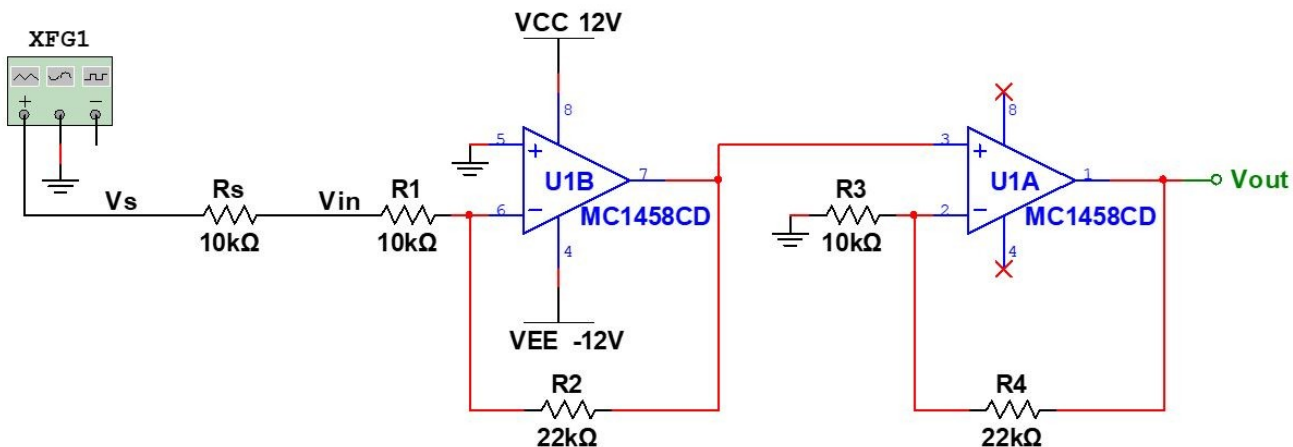 VCC 12V
XFG1
+
−
8
8
5
+
3
+
U1B
7
U1A
1
Vout
Vs
Rs
Vin
R1
6
−
MC1458CD
R3
2
−
MC1458CD
10kΩ
10kΩ
10kΩ
4
4
VEE -12V
R2
R4
22kΩ
22kΩ